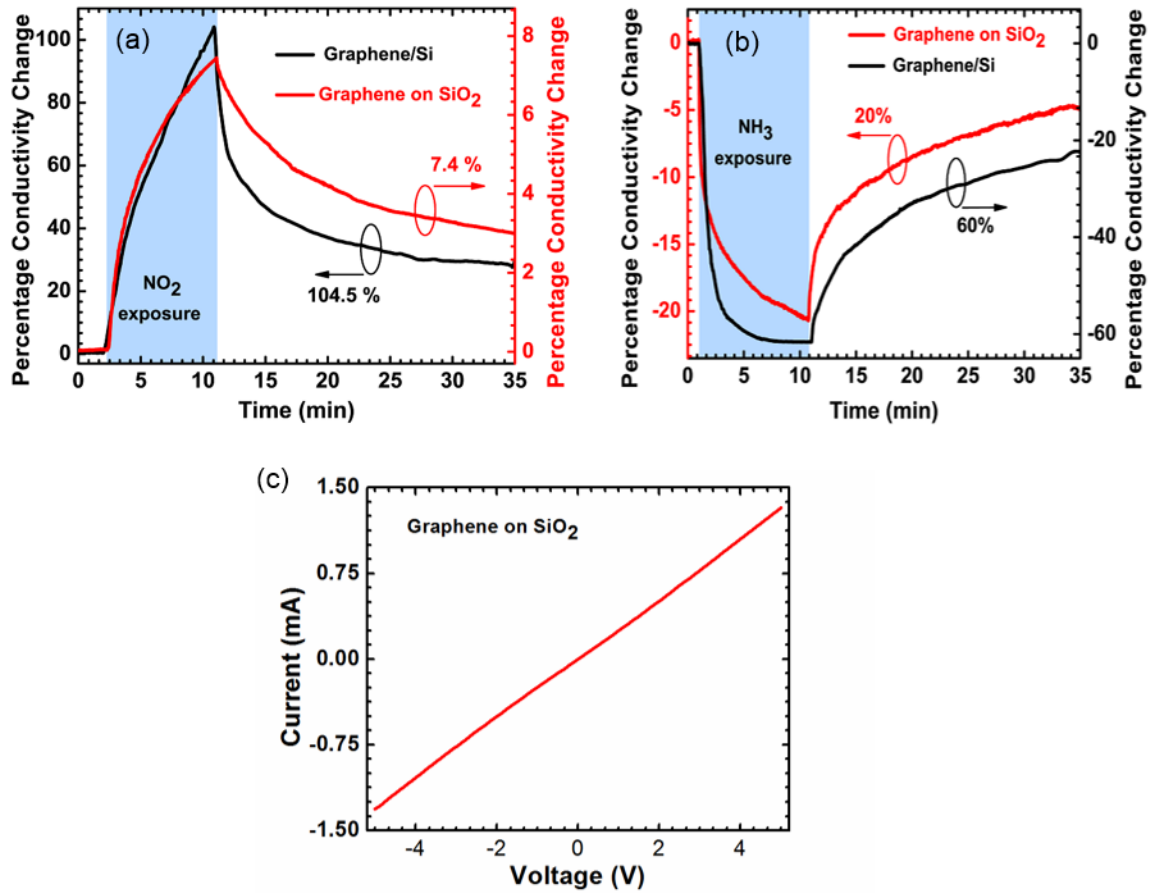 (a)
Graphene/Si
Graphene on SiO2
7.4 %
104.5 %
NO2
exposure
Percentage Conductivity Change
100
80
60
40
20
0
Percentage Conductivity Change
8
6
4
2
0
0 5 10 15 20 25 30 35
Time (min)
(b)
Graphene on SiO2
Graphene/Si
NH3
exposure
20%
60%
Percentage Conductivity Change
0
-5
-10
-15
-20
Percentage Conductivity Change
0
-20
-40
-60
0 5 10 15 20 25 30 35
Time (min)
(c)
Graphene on SiO2
Current (mA)
1.50
0.75
0.00
-0.75
-1.50
-4 -2 0 2 4
Voltage (V)